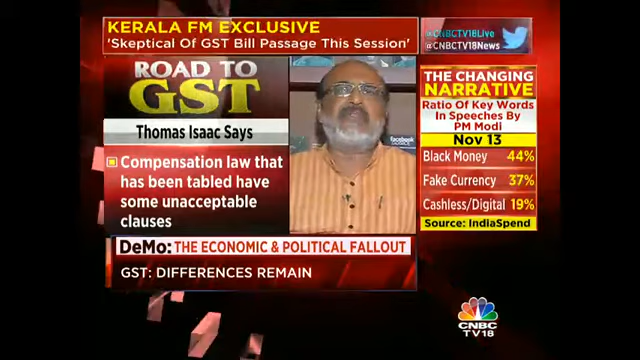 KERALA FM EXCLUSIVE
'Skeptical Of GST Bill Passage This Session'
@CNBCTV18Live
@CNBCTV18News
ROAD TO
GST
Thomas Isaac Says
Compensation law that
has been tabled have
some unacceptable
clauses
facebook
THE CHANGING
NARRATIVE
Ratio Of Key Words
In Speeches By
PM Modi
Nov 13
Black Money 44%
Fake Currency 37%
Cashless/Digital 19%
Source: IndiaSpend
DeMo: THE ECONOMIC & POLITICAL FALLOUT
GST: DIFFERENCES REMAIN
CNBC
TV18